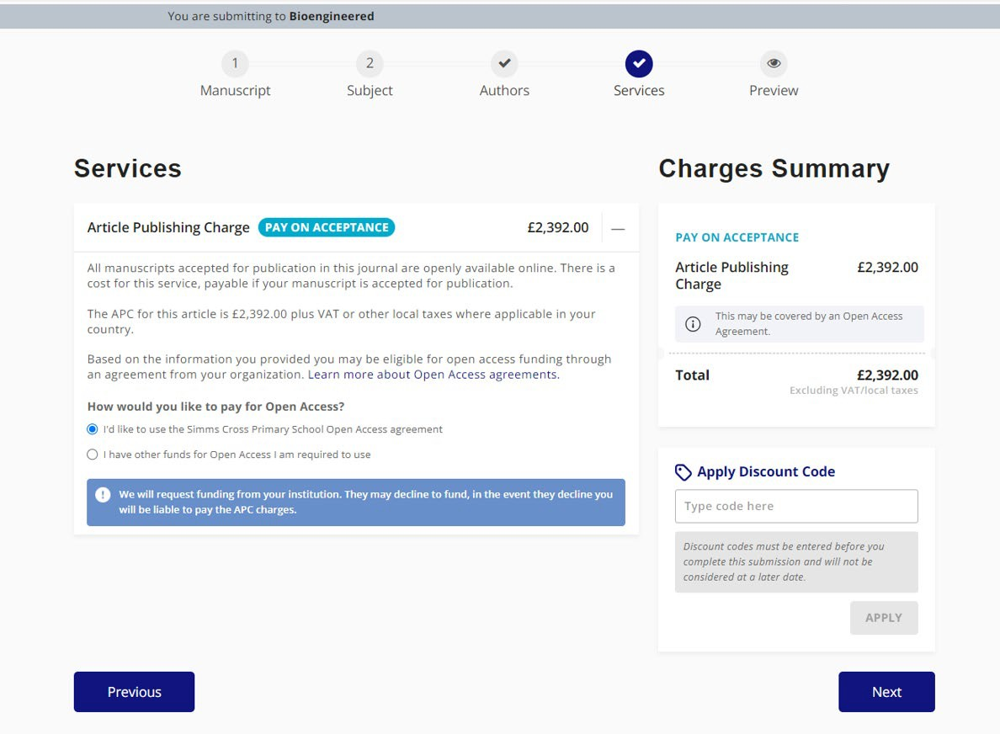 You are submitting to Bioengineered
1
2
Manuscript
Subject
Authors
Services
Preview
Services
Article Publishing Charge PAY ON ACCEPTANCE £2,392.00 —
All manuscripts accepted for publication in this journal are openly available online. There is a
cost for this service, payable if your manuscript is accepted for publication.
The APC for this article is £2,392.00 plus VAT or other local taxes where applicable in your
country.
Based on the information you provided you may be eligible for open access funding through
an agreement from your organization. Learn more about Open Access agreements.
How would you like to pay for Open Access?
I'd like to use the Simms Cross Primary School Open Access agreement
I have other funds for Open Access I am required to use
We will request funding from your institution. They may decline to fund, in the event they decline you
will be liable to pay the APC charges.
Charges Summary
PAY ON ACCEPTANCE
Article Publishing £2,392.00
Charge
This may be covered by an Open Access
Agreement.
Total £2,392.00
Excluding VAT/local taxes
Apply Discount Code
Type code here
Discount codes must be entered before you
complete this submission and will not be
considered at a later date.
APPLY
Previous
Next